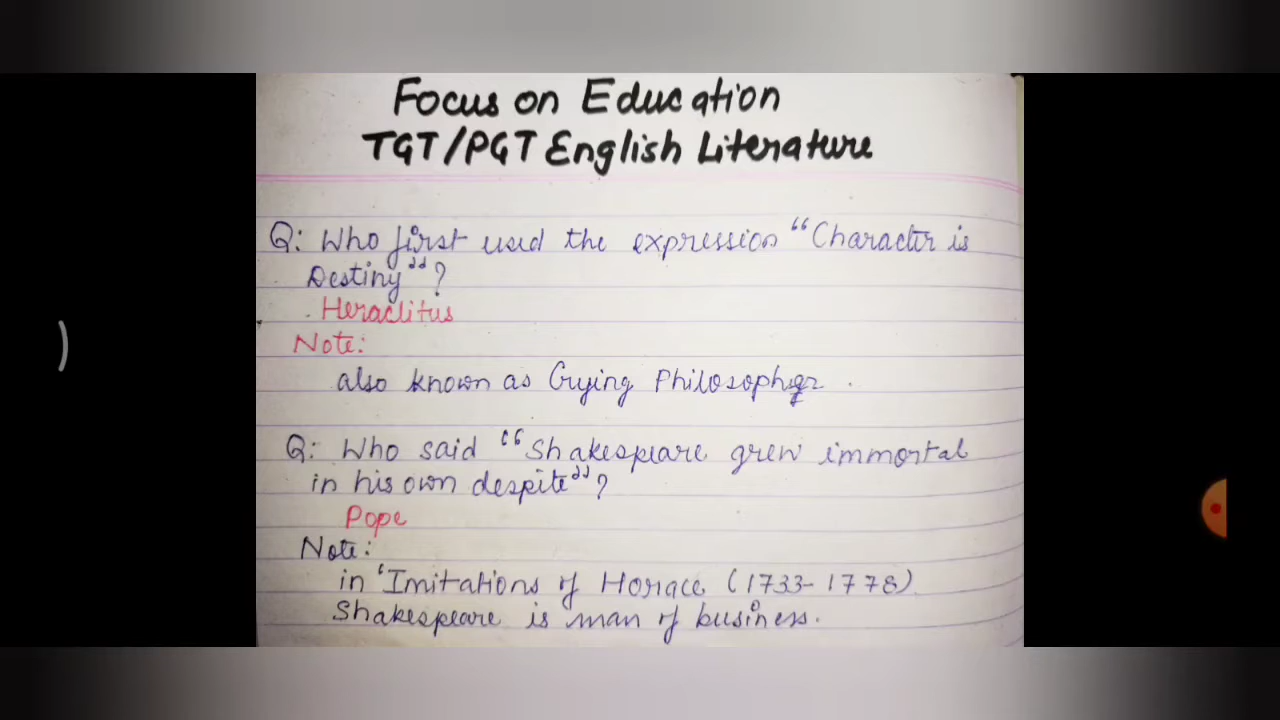 Focus on Education
TGT/PGT English Literature
Q: Who first used the expression “Character is
Destiny”?
Heraclitus
Note:
also known as Crying Philosopher.
Q: Who said “Shakespeare grew immortal
in his own despite”?
Pope
Note:
in ‘Imitations of Horace (1733-1778)
Shakespeare is man of business.